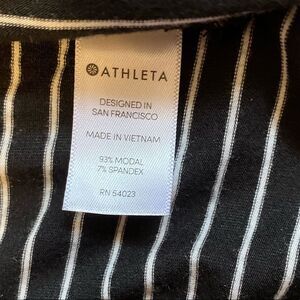 ATHLETA
DESIGNED IN
SAN FRANCISCO
MADE IN VIETNAM
93% MODAL
7% SPANDEX
RN 54023